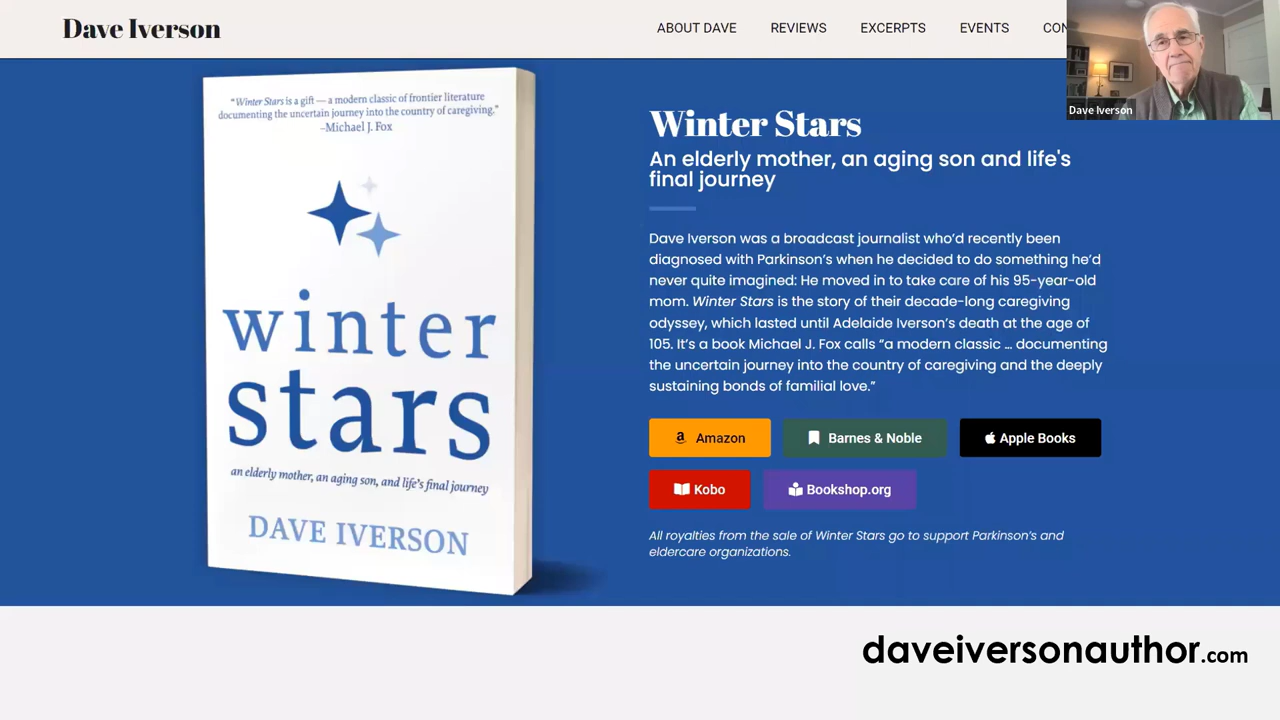 Dave Iverson
ABOUT DAVE
REVIEWS
EXCERPTS
EVENTS
CON
Dave Iverson
"Winter Stars is a gift — a modern classic of frontier literature
documenting the uncertain journey into the country of caregiving."
–Michael J. Fox
winter
stars
an elderly mother, an aging son, and life's final journey
DAVE IVERSON
Winter Stars
An elderly mother, an aging son and life's
final journey
Dave Iverson was a broadcast journalist who'd recently been
diagnosed with Parkinson's when he decided to do something he'd
never quite imagined: He moved in to take care of his 95-year-old
mom. Winter Stars is the story of their decade-long caregiving
odyssey, which lasted until Adelaide Iverson's death at the age of
105. It's a book Michael J. Fox calls "a modern classic … documenting
the uncertain journey into the country of caregiving and the deeply
sustaining bonds of familial love."
Amazon
Barnes & Noble
Apple Books
Kobo
Bookshop.org
All royalties from the sale of Winter Stars go to support Parkinson's and
eldercare organizations.
daveiversonauthor.com